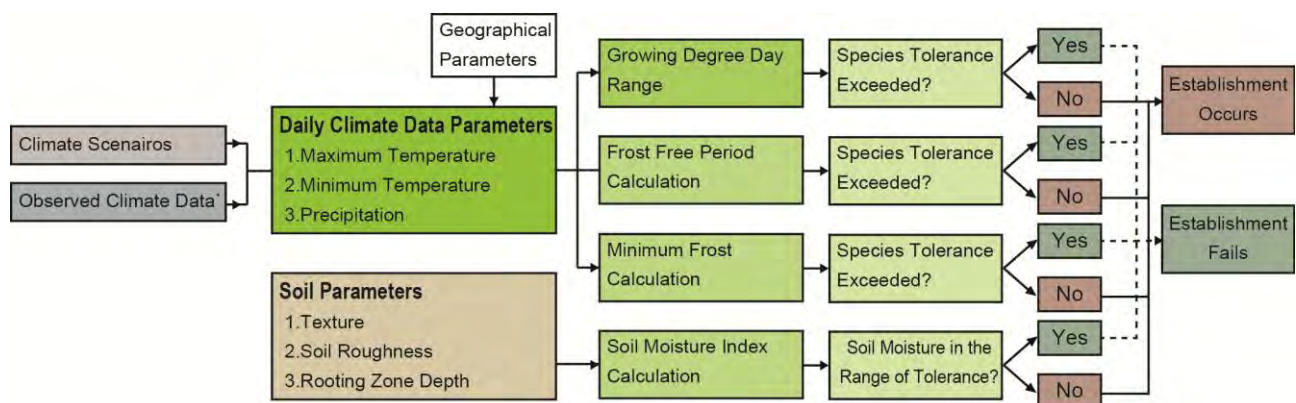 Geographical
Parameters
Climate Scenairos
Observed Climate Data*
Daily Climate Data Parameters
1.Maximum Temperature
2.Minimum Temperature
3.Precipitation
Soil Parameters
1.Texture
2.Soil Roughness
3.Rooting Zone Depth
Growing Degree Day
Range
Frost Free Period
Calculation
Minimum Frost
Calculation
Soil Moisture Index
Calculation
Species Tolerance
Exceeded?
Species Tolerance
Exceeded?
Species Tolerance
Exceeded?
Soil Moisture in the
Range of Tolerance?
Yes
No
Yes
No
Yes
No
Yes
No
Establishment
Occurs
Establishment
Fails